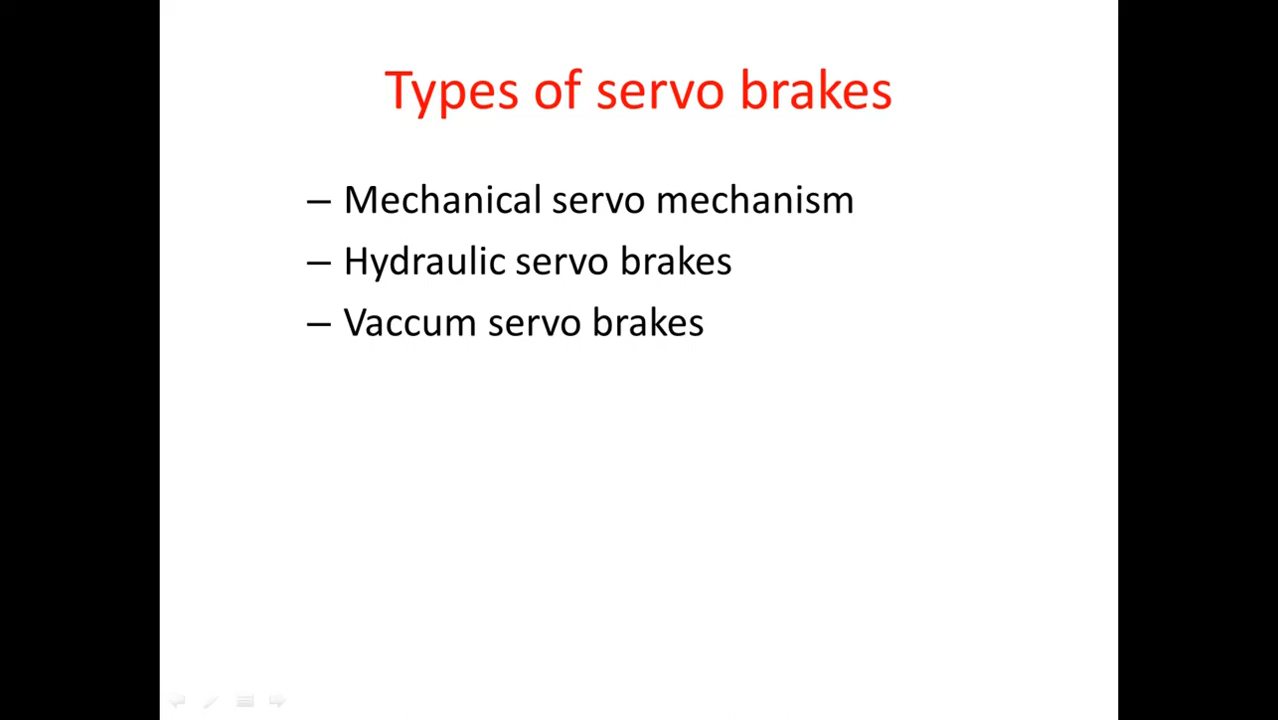 Types of servo brakes
– Mechanical servo mechanism
– Hydraulic servo brakes
– Vaccum servo brakes